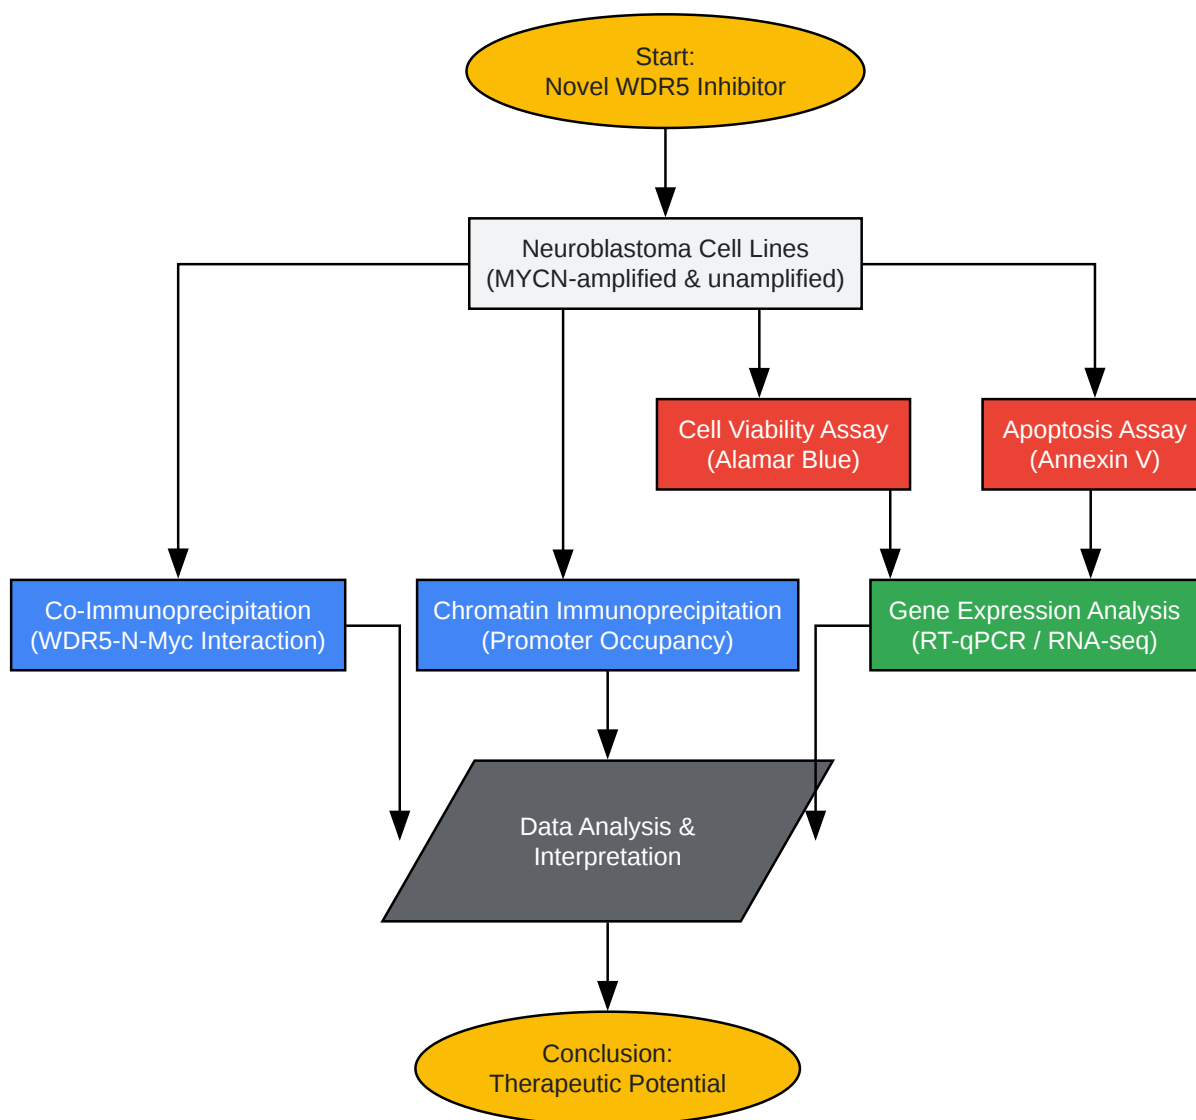 Start:
Novel WDR5 Inhibitor
Neuroblastoma Cell Lines
(MYCN-amplified & unamplified)
Cell Viability Assay
(Alamar Blue)
Apoptosis Assay
(Annexin V)
Co-Immunoprecipitation
(WDR5-N-Myc Interaction)
Chromatin Immunoprecipitation
(Promoter Occupancy)
Gene Expression Analysis
(RT-qPCR / RNA-seq)
Data Analysis &
Interpretation
Conclusion:
Therapeutic Potential